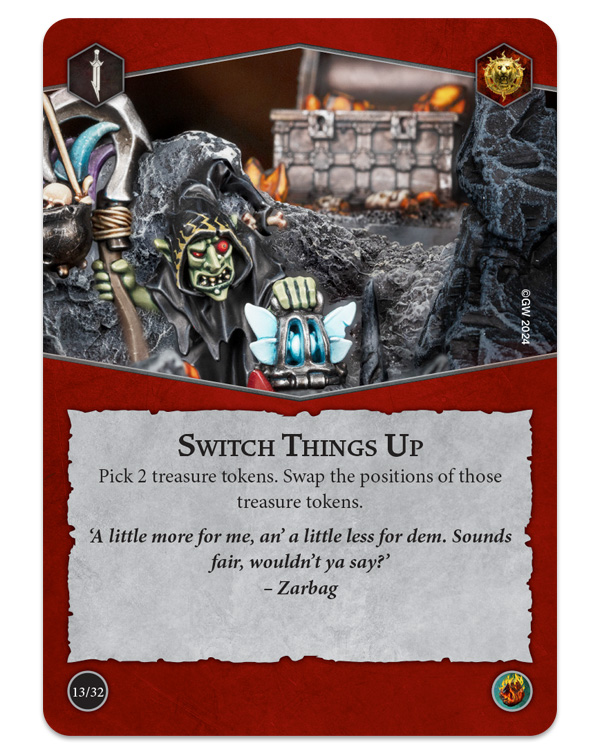 ©GW 2024
Switch Things Up
Pick 2 treasure tokens. Swap the positions of those
treasure tokens.
‘A little more for me, an’ a little less for dem. Sounds
fair, wouldn’t ya say?’
– Zarbag
13/32